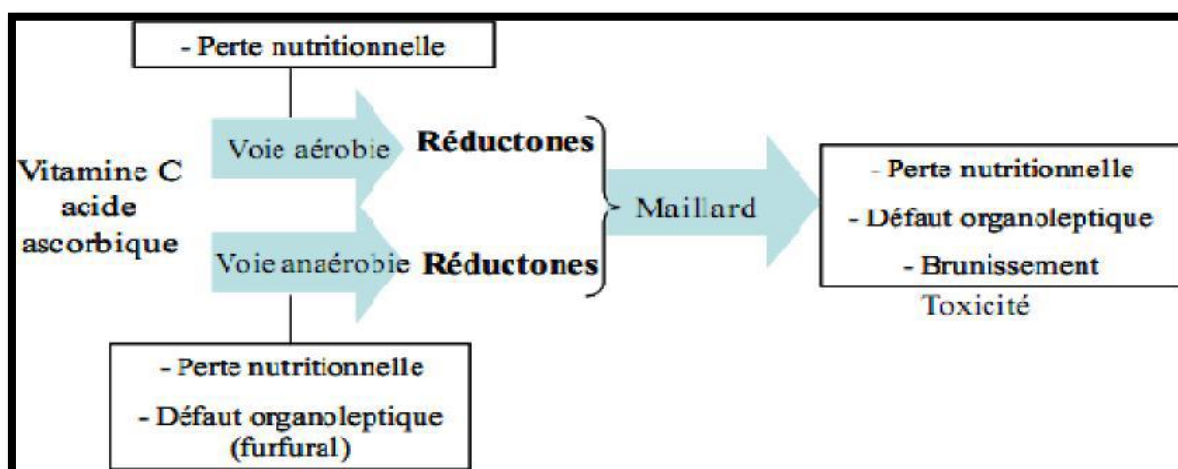 - Perte nutritionnelle
Vitamine C
acide
ascorbique
Voie aérobie
Réductones
Voie anaérobie
Réductones
Maillard
- Perte nutritionnelle
- Défaut organoleptique
- Brunissement
Toxicité
- Perte nutritionnelle
- Défaut organoleptique
(furfural)